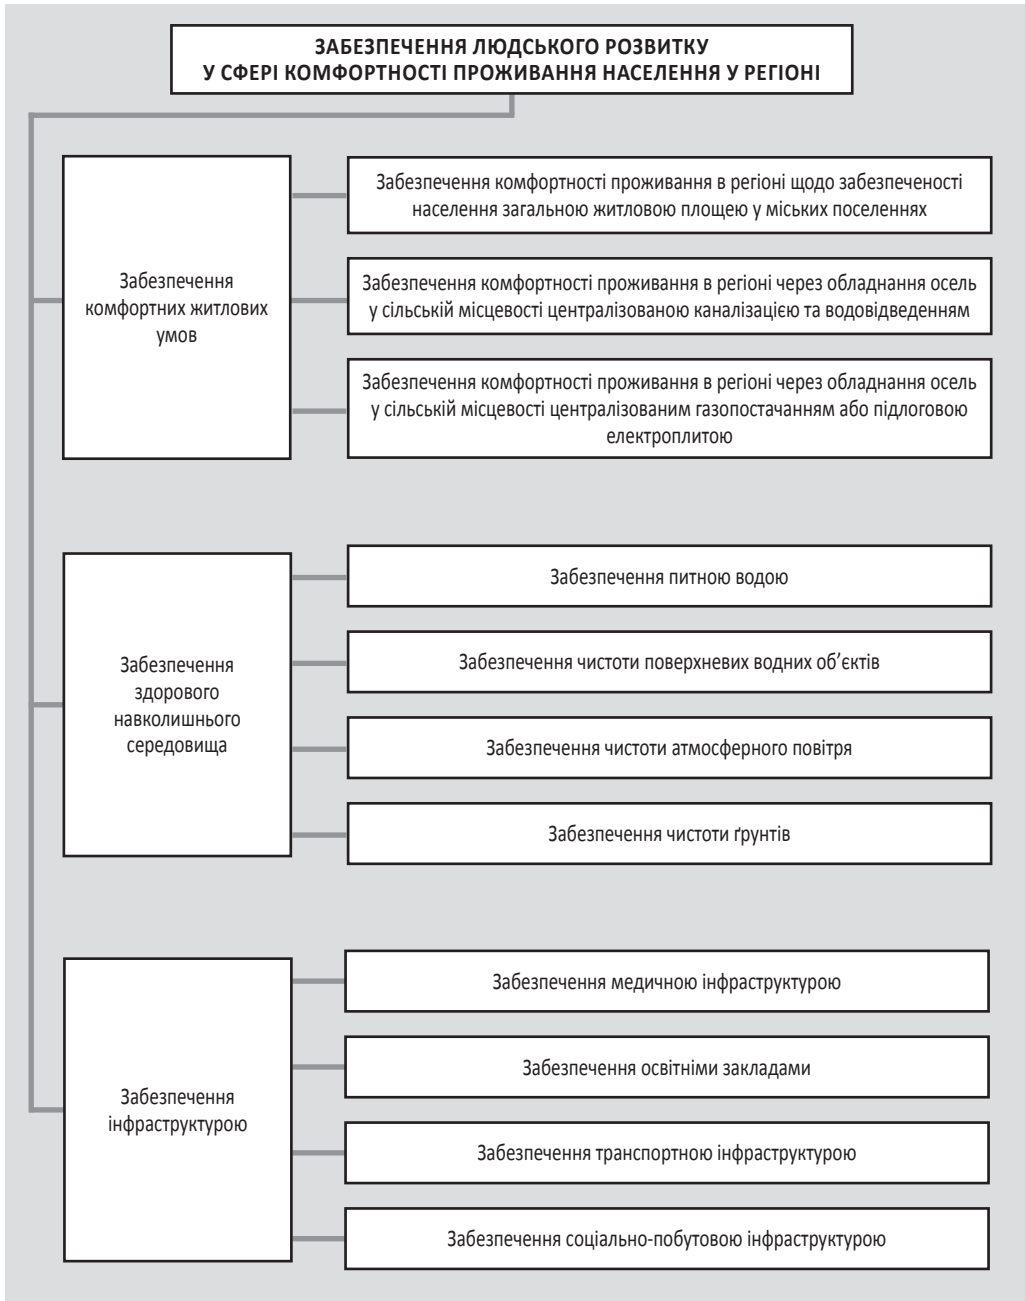 ЗАБЕЗПЕЧЕННЯ ЛЮДСЬКОГО РОЗВИТКУ
У СФЕРІ КОМФОРТНОСТІ ПРОЖИВАННЯ НАСЕЛЕННЯ У РЕГІОНІ
Забезпечення
комфортних житлових
умов
Забезпечення комфортності проживання в регіоні щодо забезпеченості
населення загальною житловою площею у міських поселеннях
Забезпечення комфортності проживання в регіоні через обладнання осель
у сільській місцевості централізованою каналізацією та водовідведенням
Забезпечення комфортності проживання в регіоні через обладнання осель
у сільській місцевості централізованим газопостачанням або підлоговою
електроплитою
Забезпечення
здорового
навколишнього
середовища
Забезпечення питною водою
Забезпечення чистоти поверхневих водних об’єктів
Забезпечення чистоти атмосферного повітря
Забезпечення чистоти ґрунтів
Забезпечення
інфраструктурою
Забезпечення медичною інфраструктурою
Забезпечення освітніми закладами
Забезпечення транспортною інфраструктурою
Забезпечення соціально-побутовою інфраструктурою